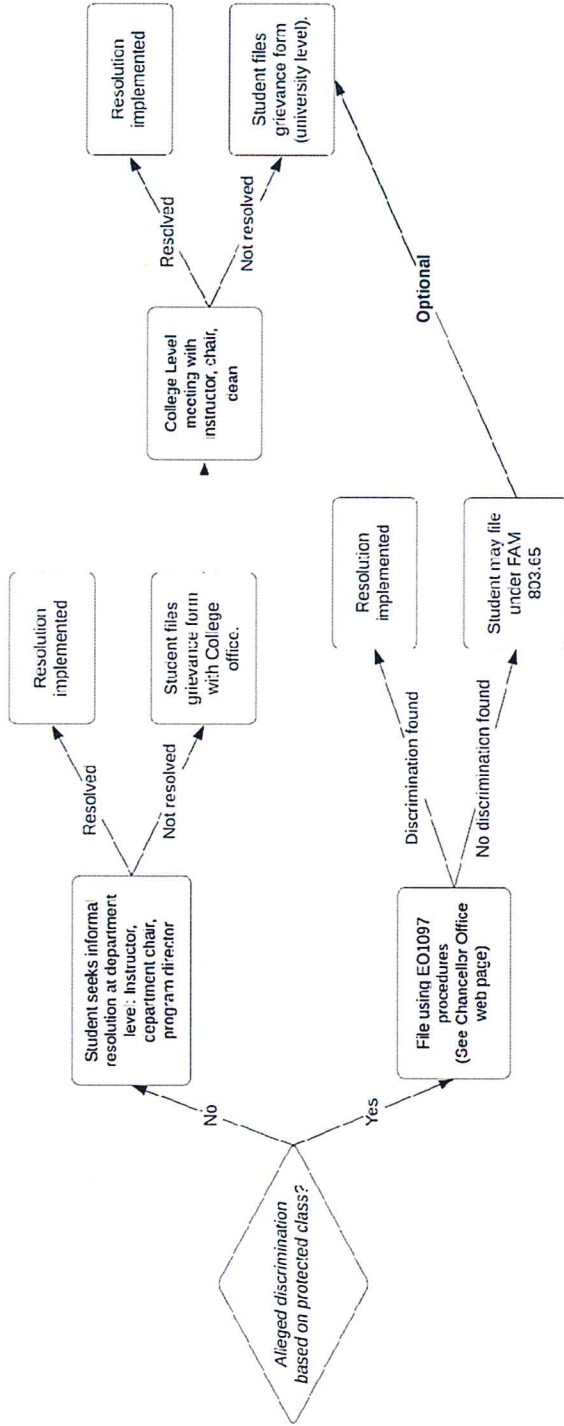 Alleged discrimination
based on protected class?
No
Yes
Student seeks informal
resolution at department
level: Instructor,
department chair,
program director
Resolved
Not resolved
Resolution
implemented
Student files
grievance form
with College
office.
College Level
meeting with
instructor, chair,
dean
Resolved
Not resolved
Resolution
implemented
Student files
grievance form
(university level).
File using EO1097
procedures
(See Chancellor Office
web page)
Discrimination found
No discrimination found
Resolution
implemented
Student may file
under FAM
803.65
Optional